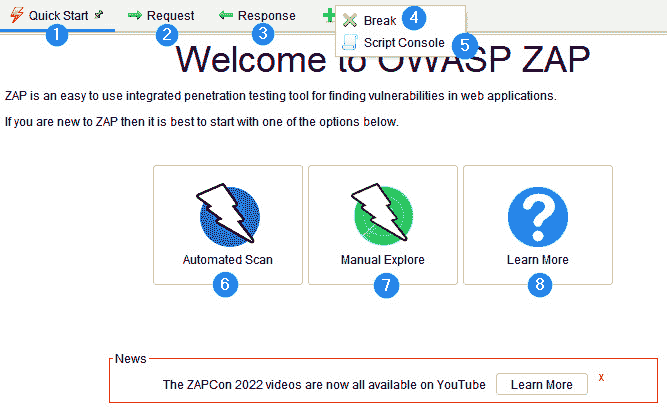 Quick Start
Request
Response
Break
Script Console
1
2
3
4
5
Welcome to OWASP ZAP
ZAP is an easy to use integrated penetration testing tool for finding vulnerabilities in web applications.
If you are new to ZAP then it is best to start with one of the options below.
Automated Scan
Manual Explore
Learn More
6
7
8
News
The ZAPCon 2022 videos are now all available on YouTube
Learn More
X